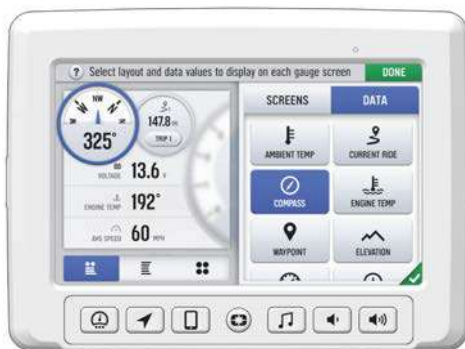 ? Select layout and data values to display on each gauge screen DONE
SCREENS DATA
NW
W N
325°
147.8
TRIP 1
VOLTAGE 13.6 V
ENGINE TEMP 192°
AVG SPEED 60 MPH
AMBIENT TEMP CURRENT RIDE
COMPASS ENGINE TEMP
WAYPOINT ELEVATION